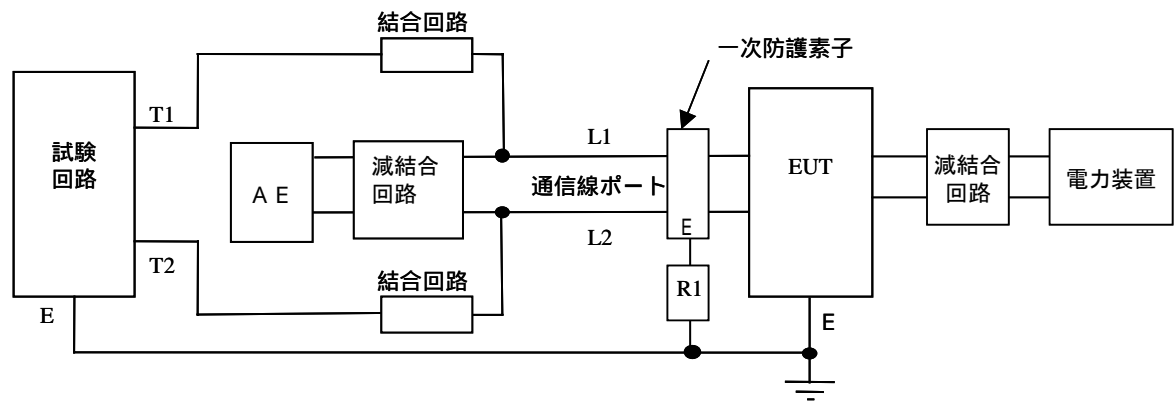 結合回路
一次防護素子
T1
試験
回路
L1
EUT
減結合
回路
AE
減結合
回路
通信線ポート
電力装置
E
L2
T2
結合回路
R1
E
E